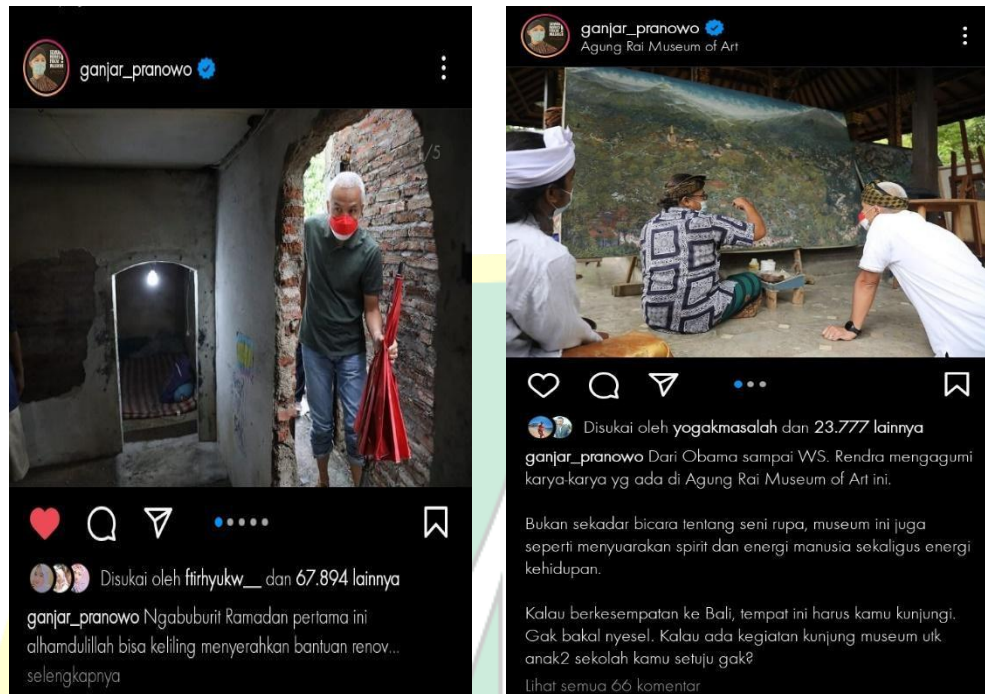 ganjar_pranowo
1/5
Disukai oleh ftirhyukw__ dan 67.894 lainnya
ganjar_pranowo Ngabuburit Ramadan pertama ini
alhamdulillah bisa keliling menyerahkan bantuan renov...
selengkapnya
ganjar_pranowo
Agung Rai Museum of Art
Disukai oleh yogakmasalah dan 23.777 lainnya
ganjar_pranowo Dari Obama sampai WS. Rendra mengagumi
karya-karya yg ada di Agung Rai Museum of Art ini.
Bukan sekadar bicara tentang seni rupa, museum ini juga
seperti menyuarakan spirit dan energi manusia sekaligus energi
kehidupan.
Kalau berkesempatan ke Bali, tempat ini harus kamu kunjungi.
Gak bakal nyesel. Kalau ada kegiatan kunjung museum utk
anak2 sekolah kamu setuju gak?
Lihat semua 66 komentar